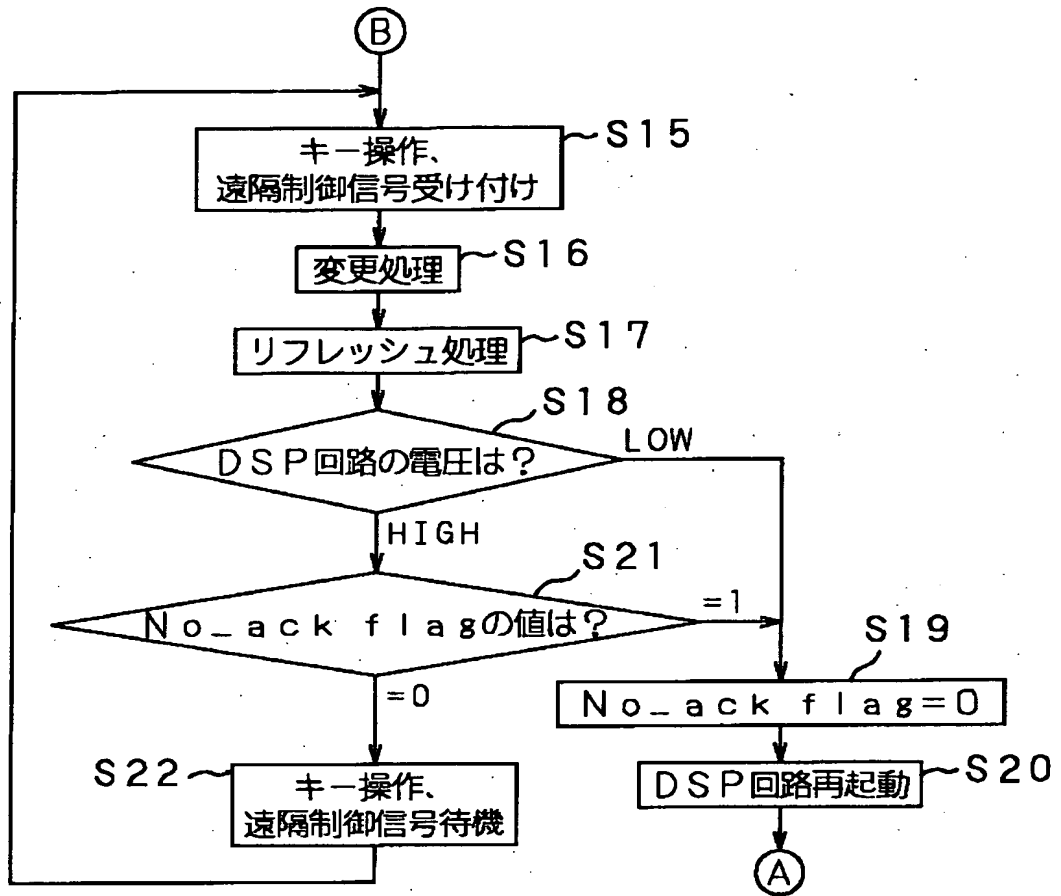 B
S15
キー操作、
遠隔制御信号受け付け
S16
変更処理
S17
リフレッシュ処理
S18
LOW
DSP回路の電圧は?
HIGH
S21
=1
No_ack flagの値は?
S19
=0
No_ack flag=0
S22
キー操作、
遠隔制御信号待機
S20
DSP回路再起動
A